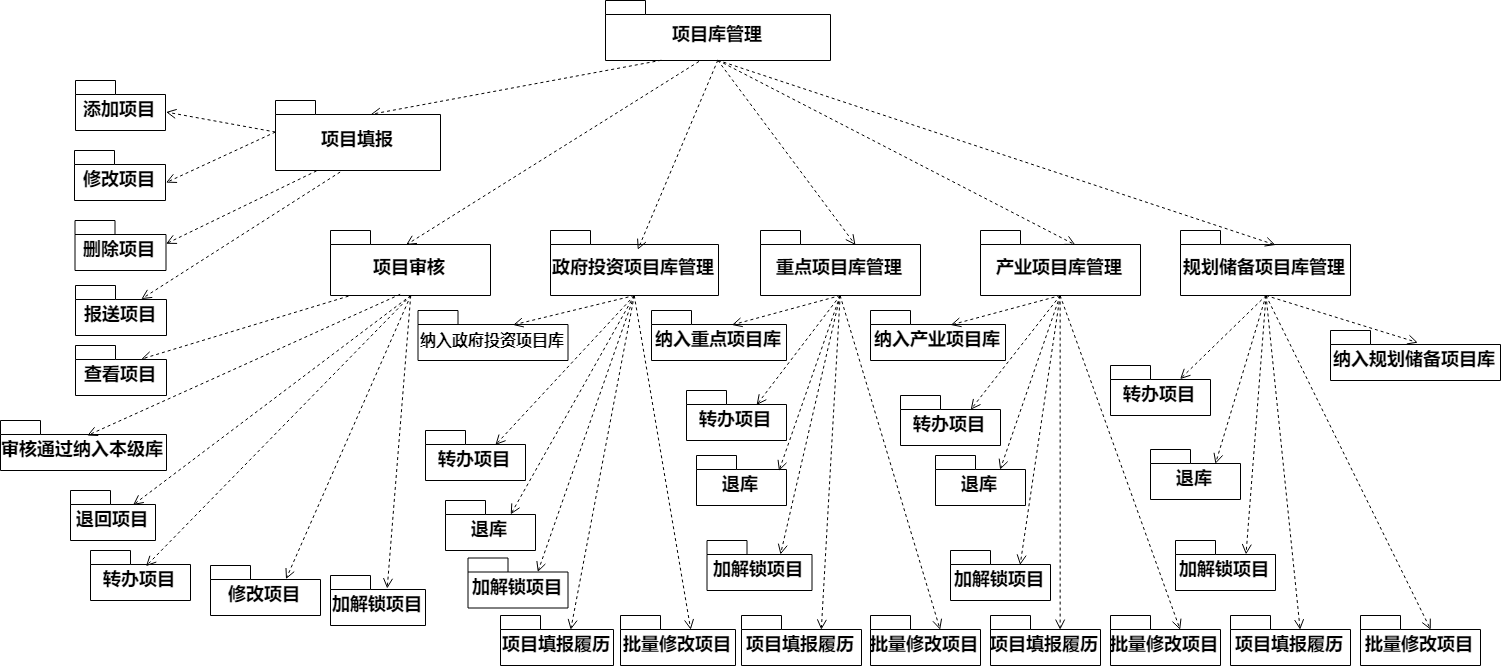 项目库管理
添加项目
项目填报
修改项目
删除项目
报送项目
项目审核
政府投资项目库管理
重点项目库管理
产业项目库管理
规划储备项目库管理
纳入政府投资项目库
纳入重点项目库
纳入产业项目库
纳入规划储备项目库
查看项目
转办项目
转办项目
转办项目
转办项目
审核通过纳入本级库
退库
退库
退库
退库
退回项目
转办项目
修改项目
加解锁项目
加解锁项目
加解锁项目
加解锁项目
加解锁项目
项目填报履历
批量修改项目
项目填报履历
批量修改项目
项目填报履历
批量修改项目
项目填报履历
批量修改项目